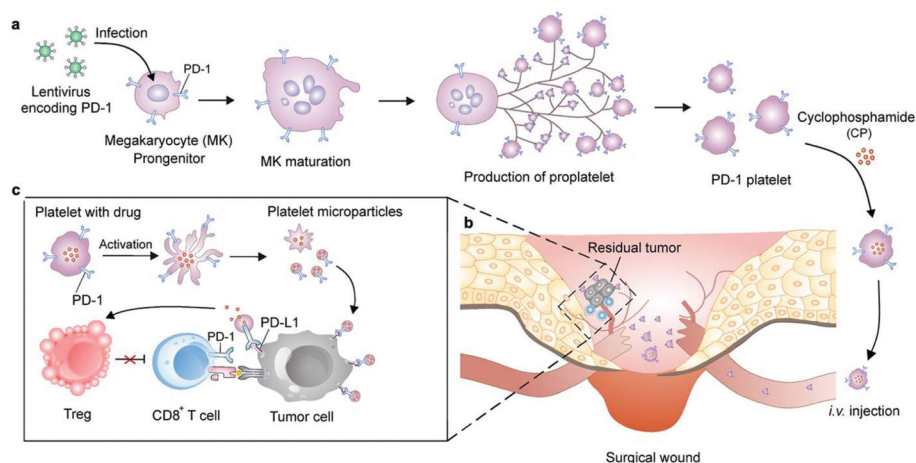 a
Infection
PD-1
Lentivirus
encoding PD-1
Megakaryocyte (MK)
Prongenitor
MK maturation
Production of proplatelet
PD-1 platelet
Cyclophosphamide
(CP)
c
Platelet with drug
Activation
Platelet microparticles
PD-1
PD-L1
PD-1
Treg
CD8+ T cell
Tumor cell
b
Residual tumor
i.v. injection
Surgical wound